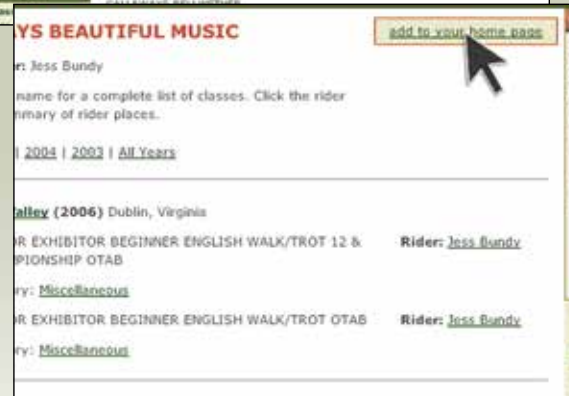 YS BEAUTIFUL MUSIC
add to your home page
r: Jess Bundy
name for a complete list of classes. Click the rider
mmary of rider places.
| 2004 | 2003 | All Years
alley (2006) Dublin, Virginia
R EXHIBITOR BEGINNER ENGLISH WALK/TROT 12 & Rider: Jess Bundy
PIONSHIP OTAB
ry: Miscellaneous
R EXHIBITOR BEGINNER ENGLISH WALK/TROT OTAB Rider: Jess Bundy
ry: Miscellaneous